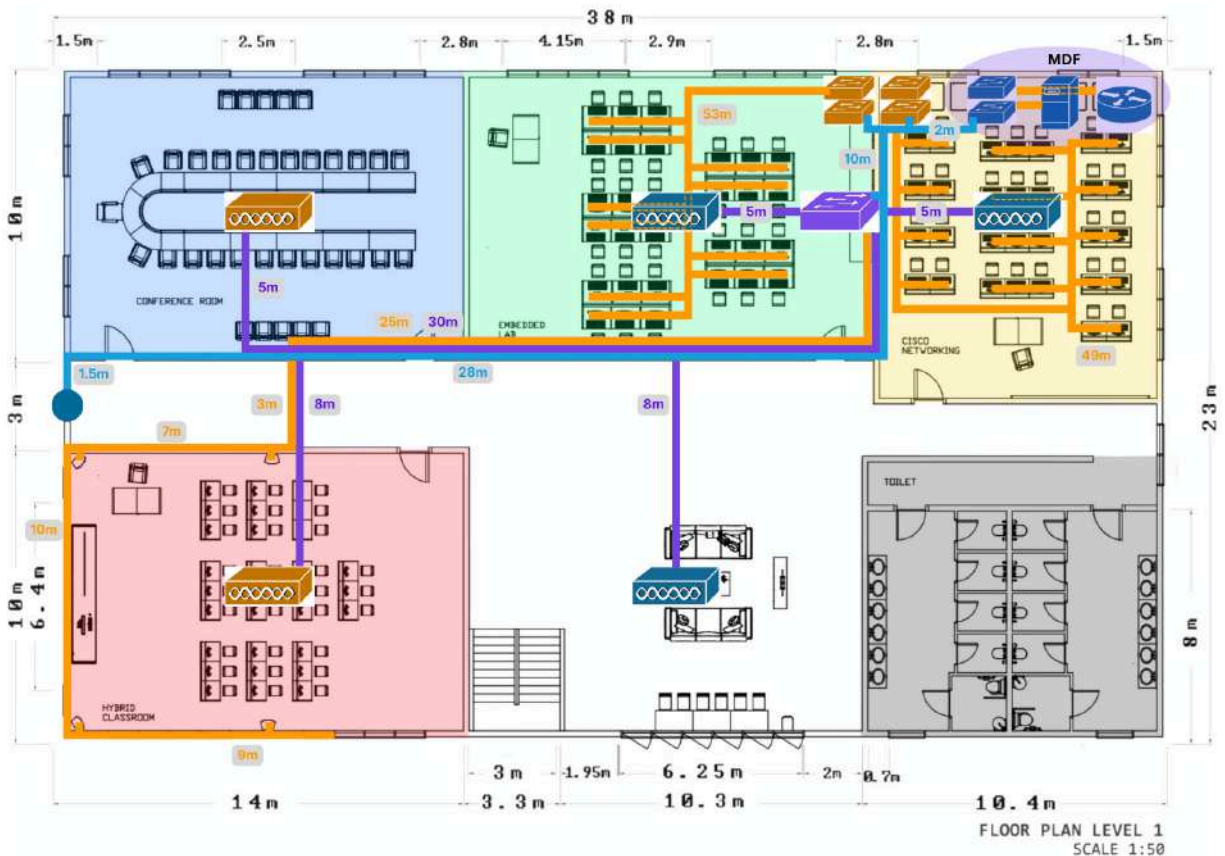 38m
1.5m
2.5m
2.8m
4.15m
2.9m
2.8m
1.5m
MDF
53m
2m
10m
10m
5m
5m
5m
CONFERENCE ROOM
25m
30m
EMBEDDED
LAB
CISCO
NETWORKING
49m
1.5m
28m
3m
3m
8m
8m
7m
23m
TOILET
10m
10m
6.4m
8m
HYBRID
CLASSROOM
9m
3m
1.95m
6.25m
2m
0.7m
14m
3.3m
10.3m
10.4m
FLOOR PLAN LEVEL 1
SCALE 1:50